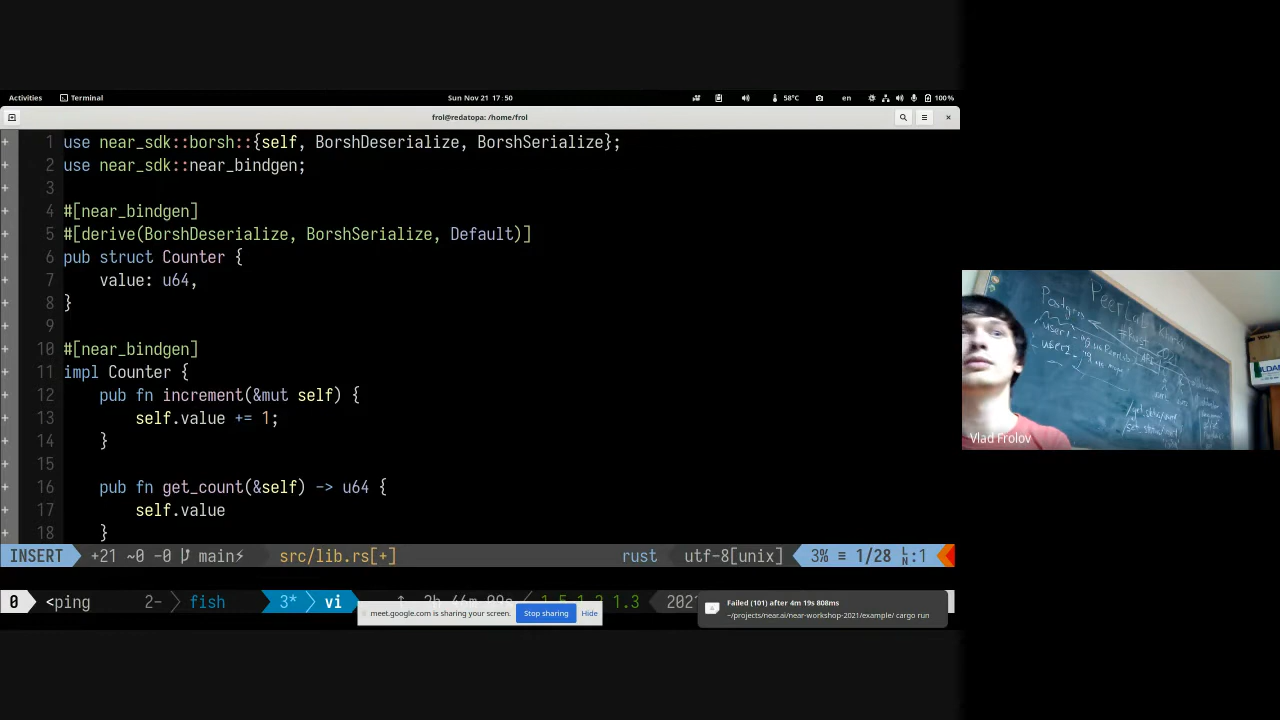 Activities Terminal Sun Nov 21 17:50 58°C en 100%
frol@redatopa: /home/frol
+ 1 use near_sdk::borsh::{self, BorshDeserialize, BorshSerialize};
+ 2 use near_sdk::near_bindgen;
+ 3
+ 4 #[near_bindgen]
+ 5 #[derive(BorshDeserialize, BorshSerialize, Default)]
+ 6 pub struct Counter {
+ 7 value: u64,
+ 8 }
+ 9
+ 10 #[near_bindgen]
+ 11 impl Counter {
+ 12 pub fn increment(&mut self) {
+ 13 self.value += 1;
+ 14 }
+ 15
+ 16 pub fn get_count(&self) -> u64 {
+ 17 self.value
+ 18 }
INSERT +21 ~0 -0 main⚡ src/lib.rs[+] rust utf-8[unix] 3% ≡ 1/28 LN:1
0 <ping 2- fish 3* vi
meet.google.com is sharing your screen. Stop sharing Hide
Failed (101) after 4m 19s 808ms
~/projects/near.ai/near-workshop-2021/example/ cargo run
user1
user2
Vlad Frolov